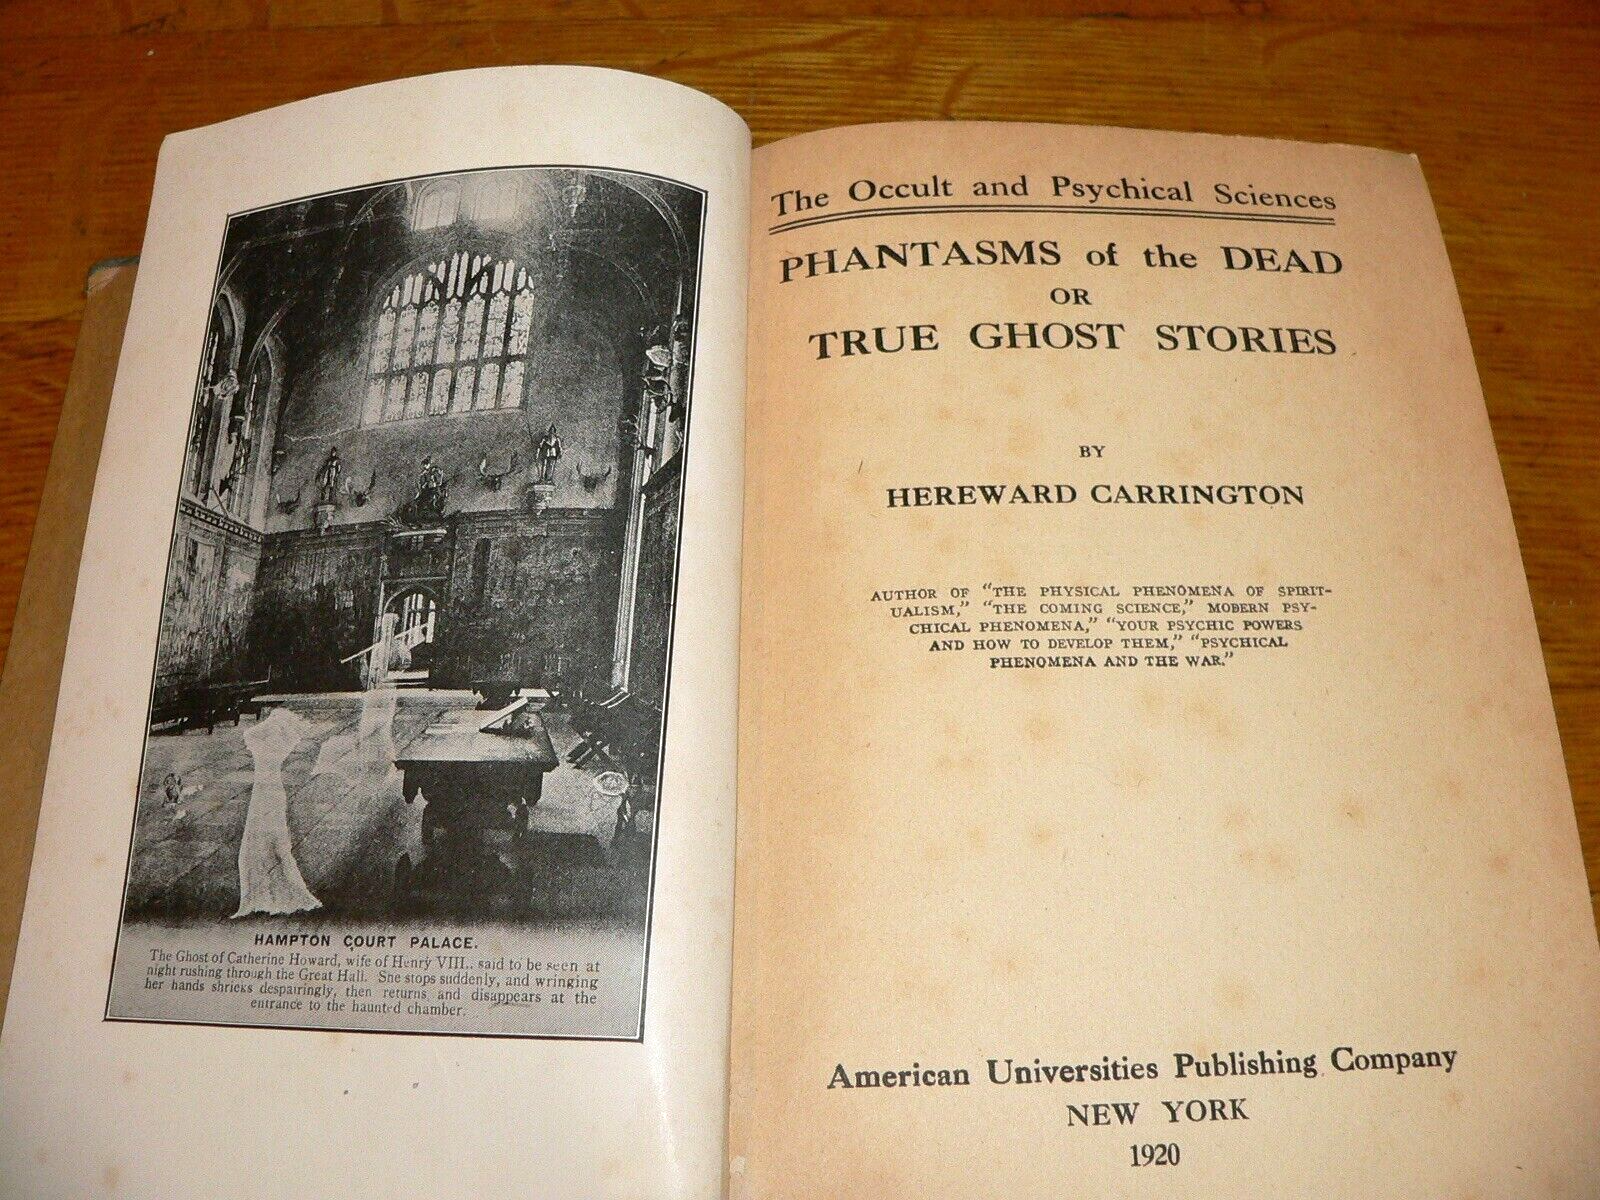 HAMPTON COURT PALACE.
The Ghost of Catherine Howard, wife of Henry VIII.. said to be seen at
night rushing through the Great Hall. She stops suddenly, and wringing
her hands shrieks despairingly, then returns and disappears at the
entrance to the haunted chamber.
The Occult and Psychical Sciences
PHANTASMS of the DEAD
OR
TRUE GHOST STORIES
BY
HEREWARD CARRINGTON
AUTHOR OF "THE PHYSICAL PHENOMENA OF SPIRIT-
UALISM," "THE COMING SCIENCE," MODERN PSY-
CHICAL PHENOMENA," "YOUR PSYCHIC POWERS
AND HOW TO DEVELOP THEM," "PSYCHICAL
PHENOMENA AND THE WAR."
American Universities Publishing Company
NEW YORK
1920